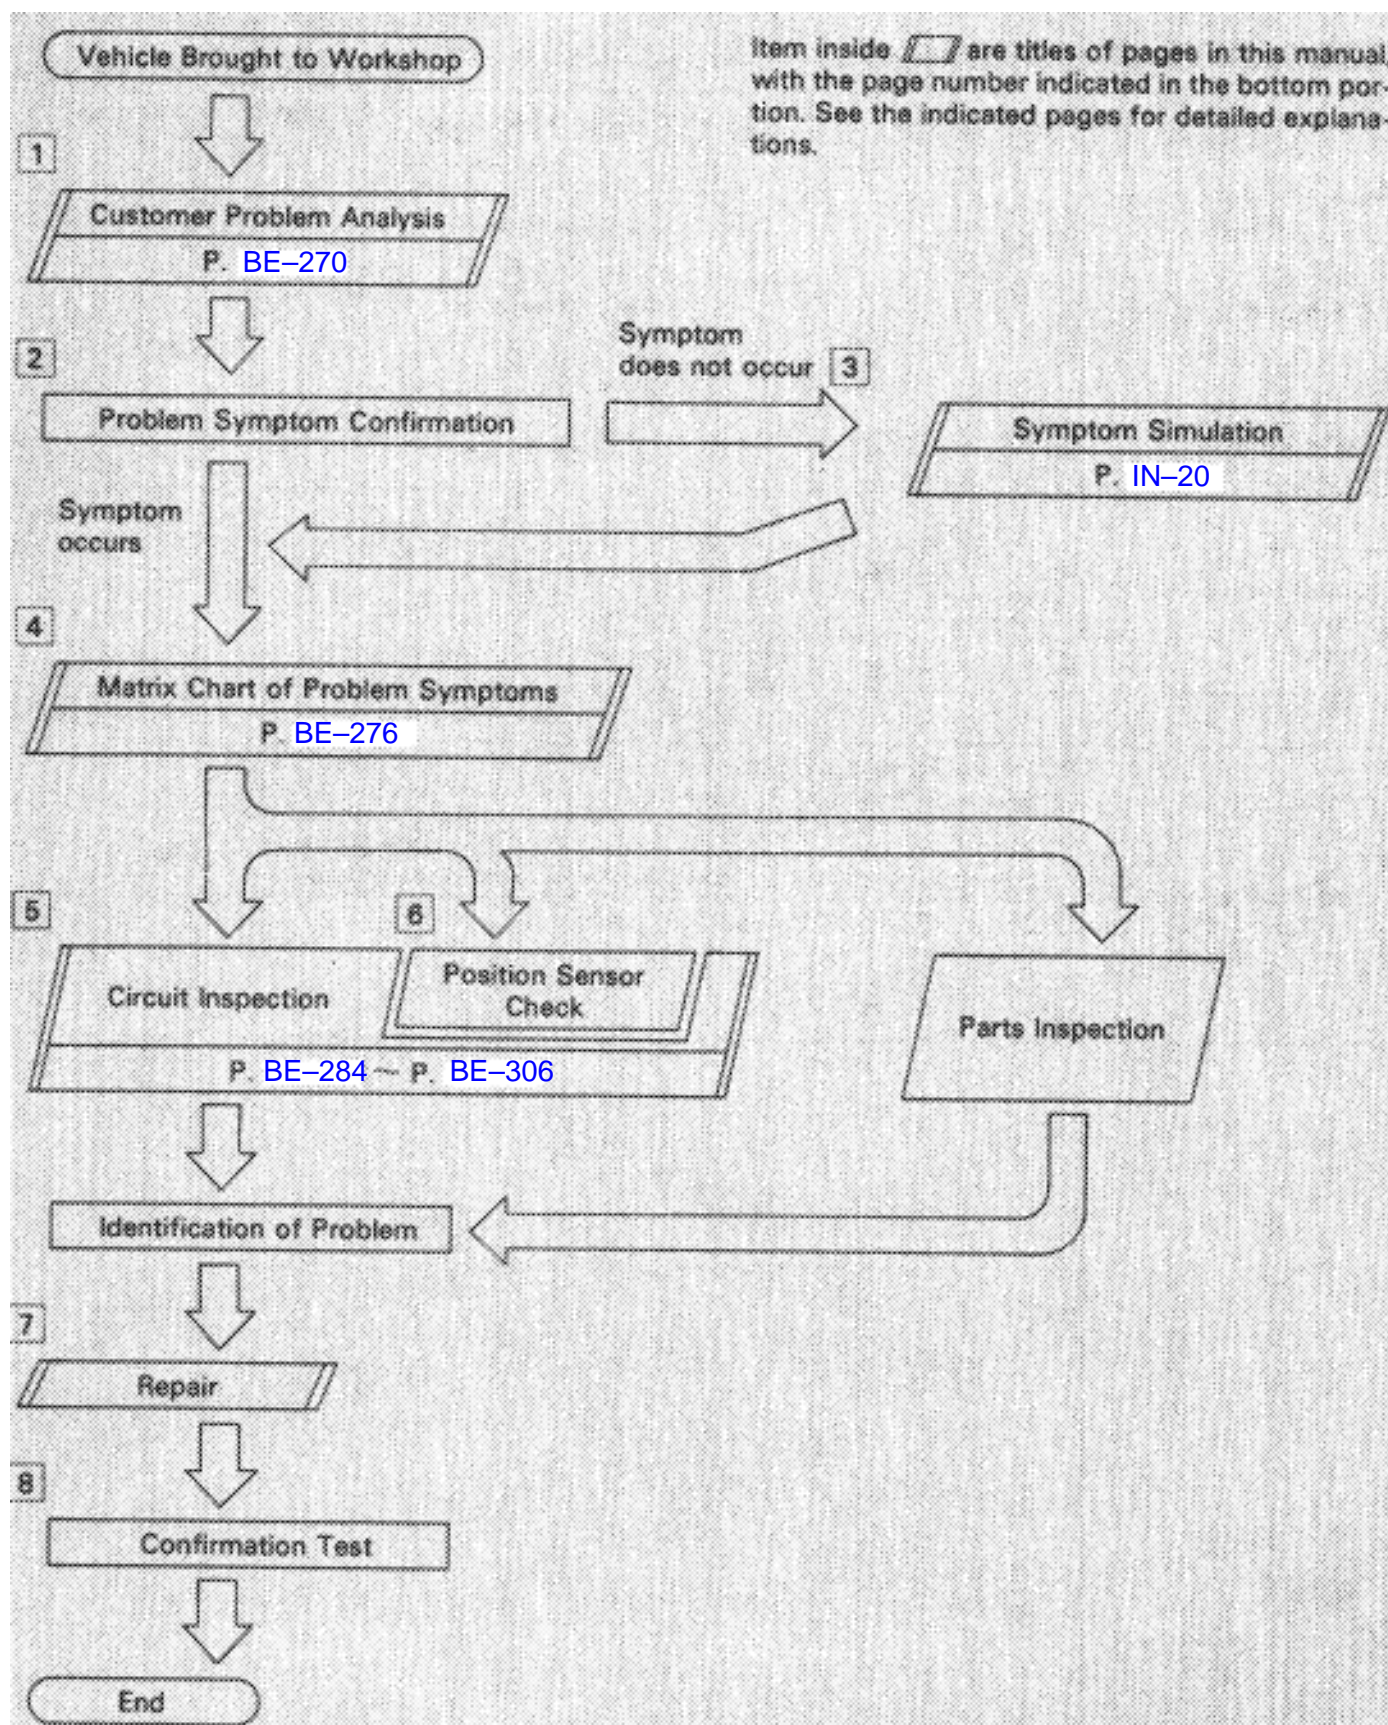 Vehicle Brought to Workshop
Item inside are titles of pages in this manual,
with the page number indicated in the bottom por-
tion. See the indicated pages for detailed explana-
tions.
1
Customer Problem Analysis
P. BE–270
2
Symptom
does not occur 3
Problem Symptom Confirmation
Symptom Simulation
P. IN–20
Symptom
occurs
4
Matrix Chart of Problem Symptoms
P. BE–276
5
6
Circuit Inspection
Position Sensor
Check
Parts Inspection
P. BE–284 ~ P. BE–306
Identification of Problem
7
Repair
8
Confirmation Test
End